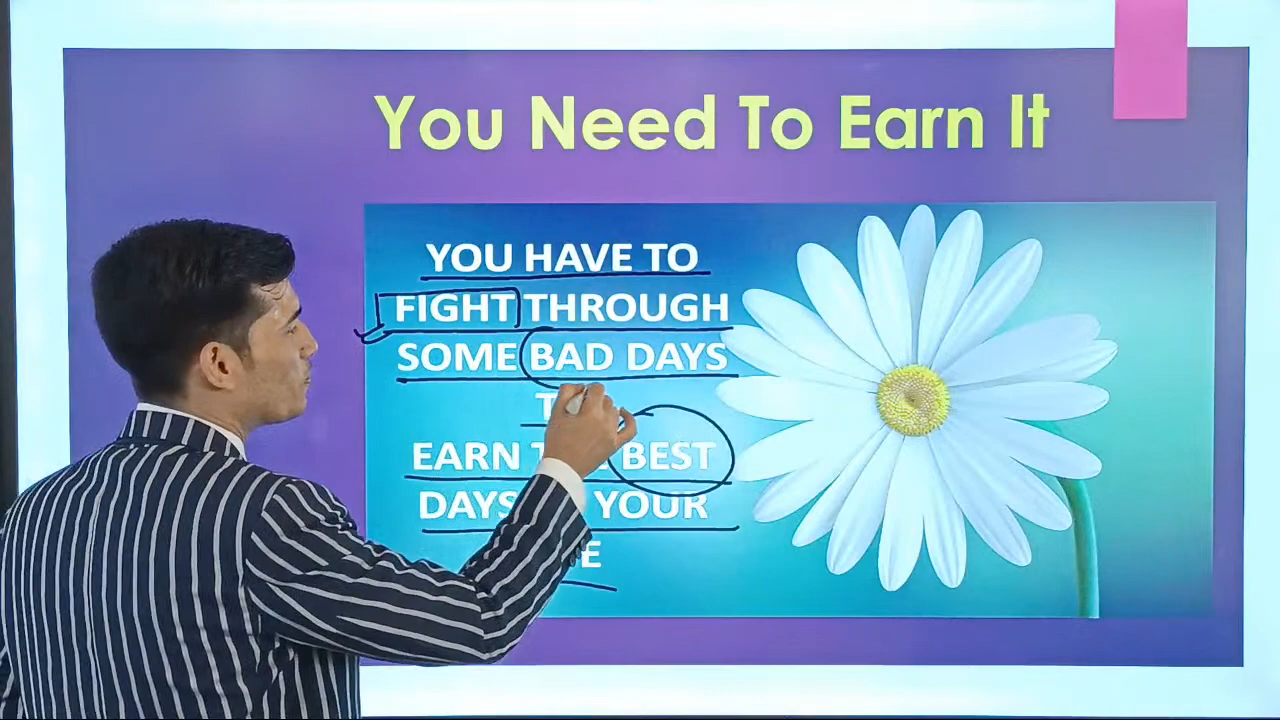 You Need To Earn It
YOU HAVE TO
FIGHT THROUGH
SOME BAD DAYS
EARN BEST
DAYS YOUR